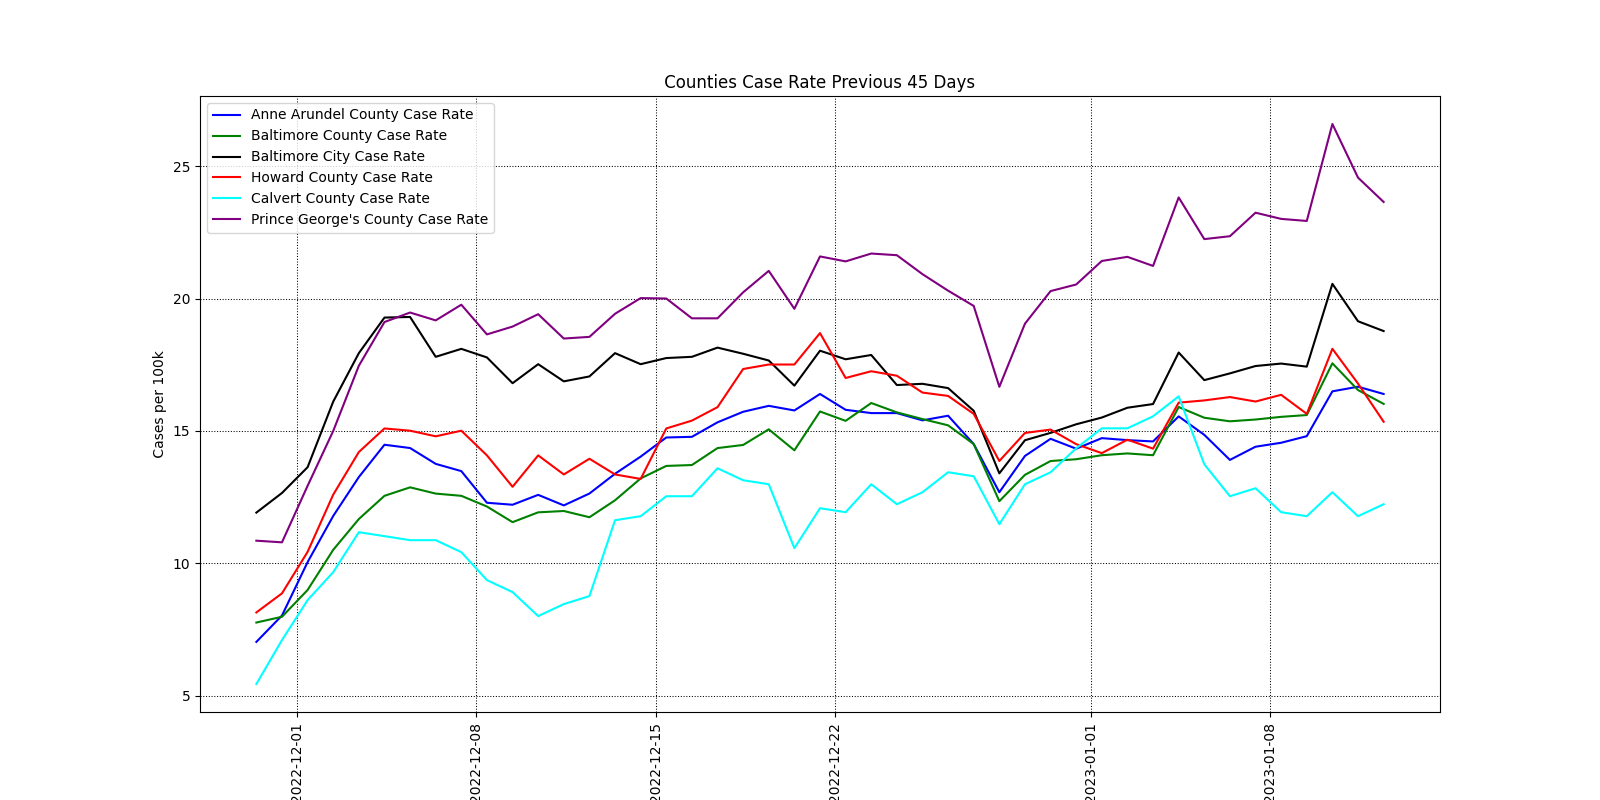 Counties Case Rate Previous 45 Days
Anne Arundel County Case Rate
Baltimore County Case Rate
Baltimore City Case Rate
Howard County Case Rate
Calvert County Case Rate
Prince George's County Case Rate
Cases per 100k
25
20
15
10
5
2022-12-01
2022-12-08
2022-12-15
2022-12-22
2023-01-01
2023-01-08